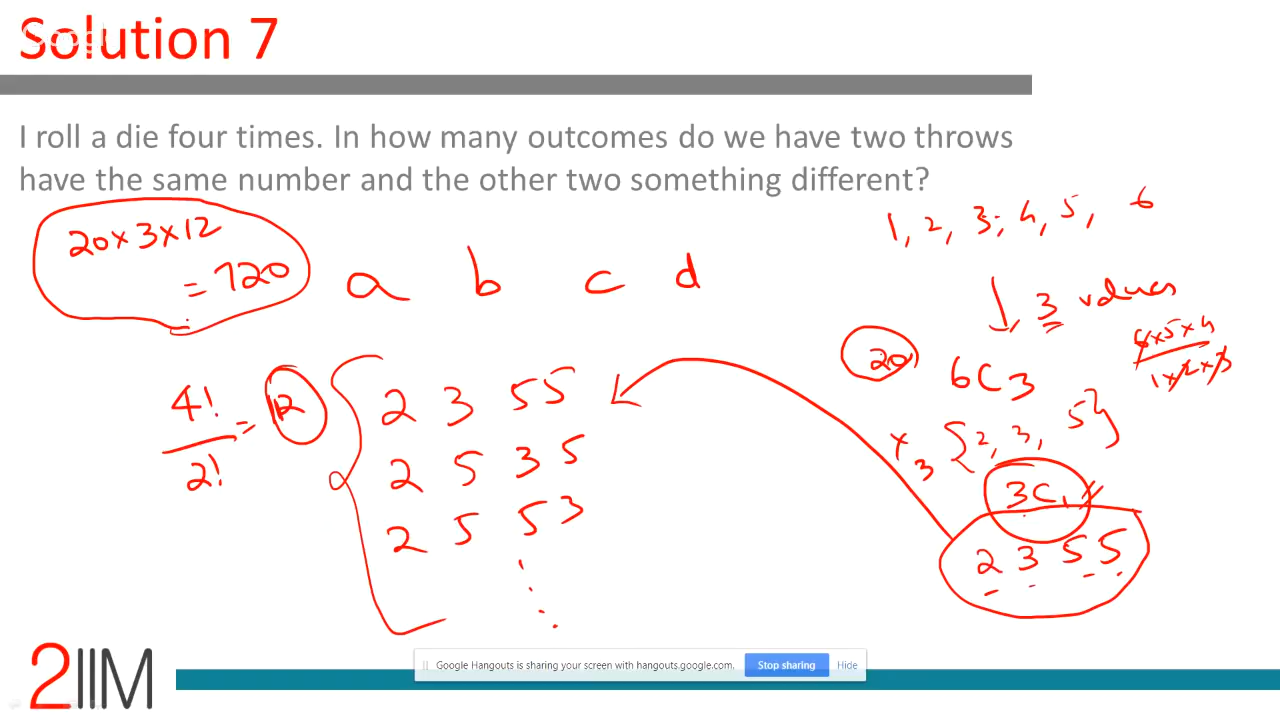 Solution 7
Google
I roll a die four times. In how many outcomes do we have two throws
have the same number and the other two something different?
20 x 3 x 12
= 720
a b c d
1, 2, 3, 4, 5, 6
3 values
6x5x4
1x2x3
20
6C3
x 3 {2, 3, 5}
3C1
2 3 5 5
4!
2!
= 12
2 3 5 5
2 5 3 5
2 5 5 3
2IIM
Google Hangouts is sharing your screen with hangouts.google.com. Stop sharing Hide